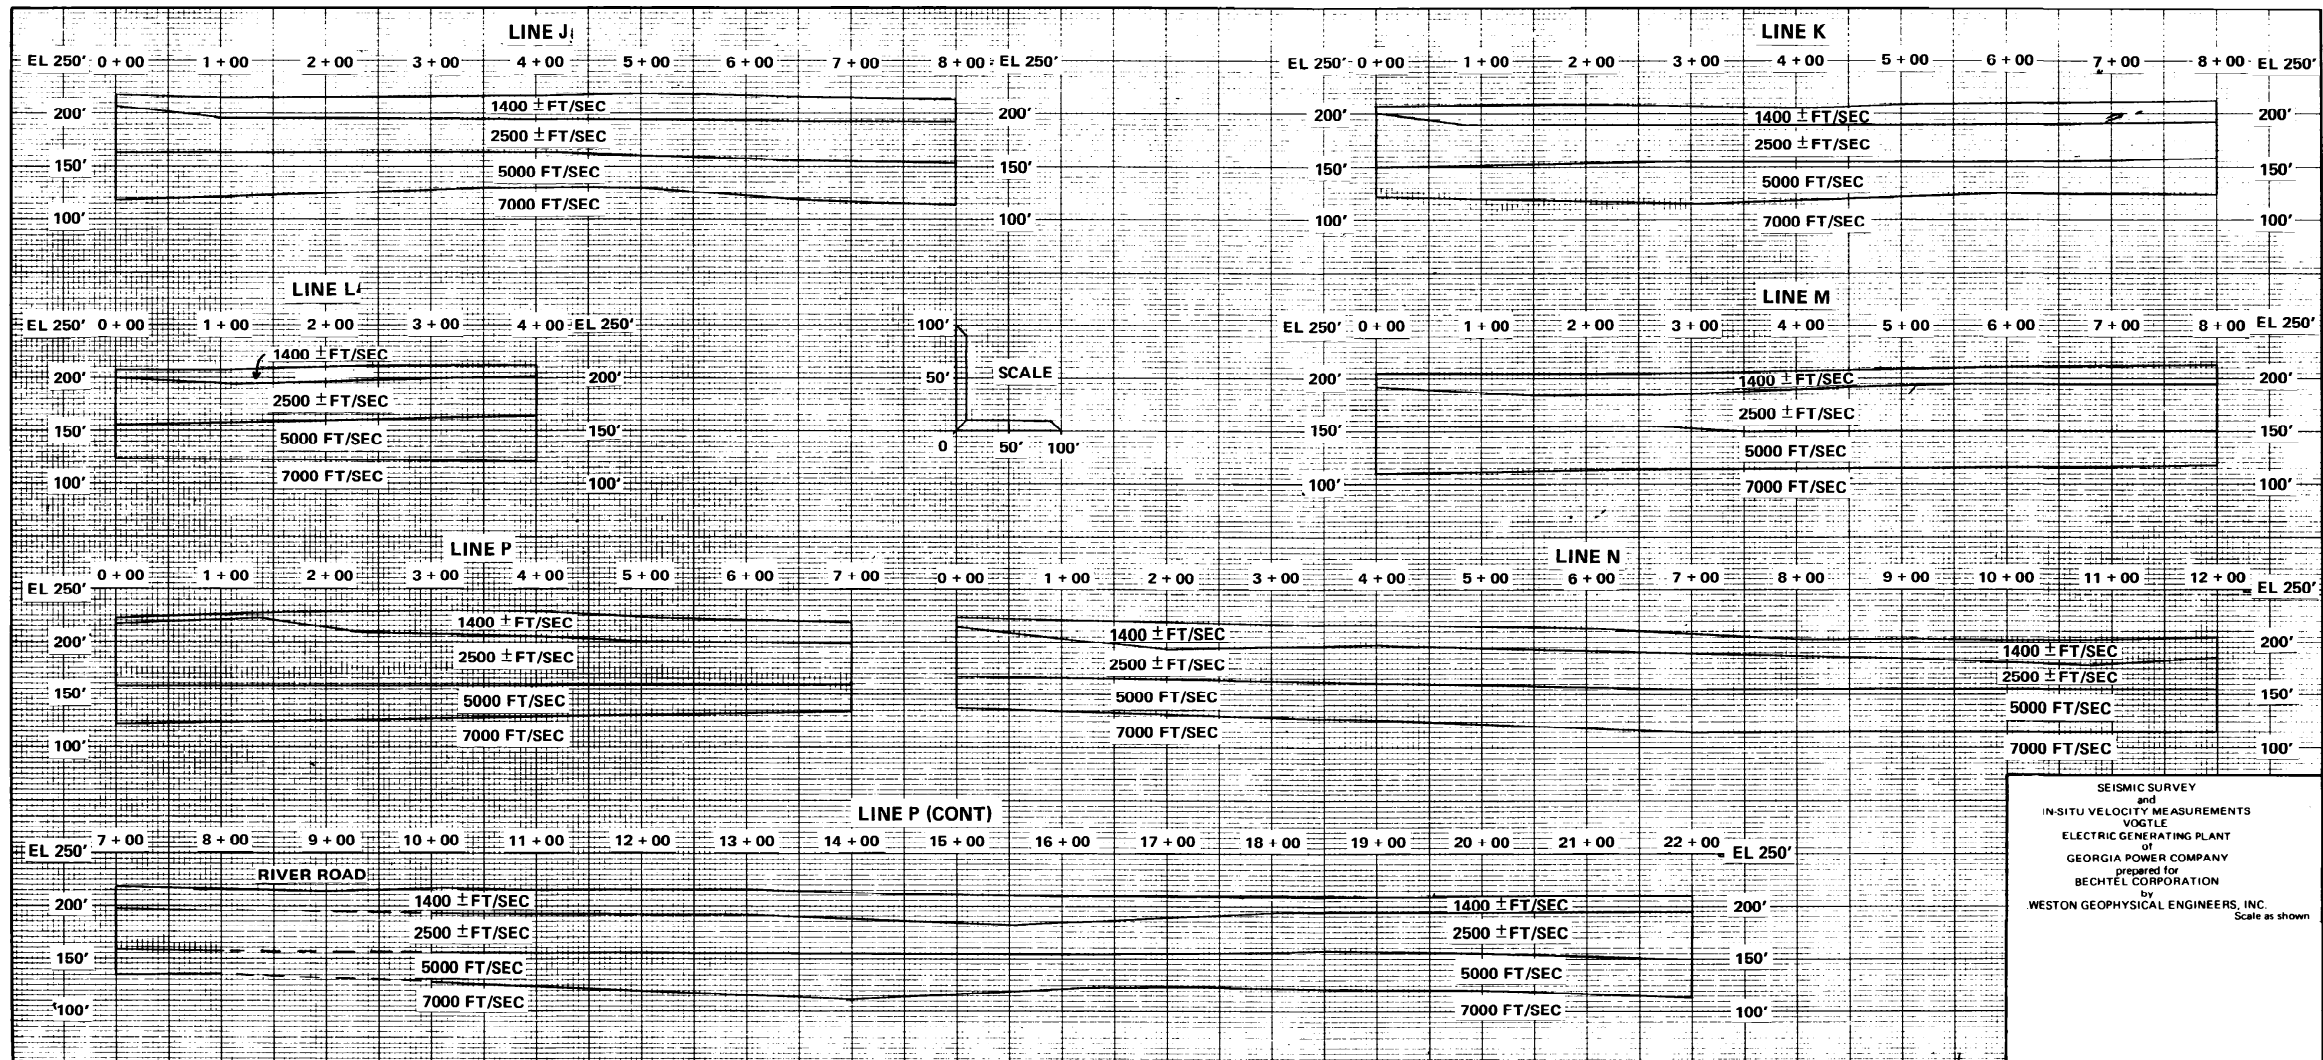 LINE J
EL 250' 0 + 00 1 + 00 2 + 00 3 + 00 4 + 00 5 + 00 6 + 00 7 + 00 8 + 00 EL 250'
1400 ± FT/SEC
200' 200'
2500 ± FT/SEC
150' 150'
5000 FT/SEC
7000 FT/SEC
100' 100'
LINE K
EL 250' 0 + 00 1 + 00 2 + 00 3 + 00 4 + 00 5 + 00 6 + 00 7 + 00 8 + 00 EL 250'
200' 1400 ± FT/SEC 200'
2500 ± FT/SEC
150' 150'
5000 FT/SEC
100' 7000 FT/SEC 100'
LINE L
EL 250' 0 + 00 1 + 00 2 + 00 3 + 00 4 + 00 EL 250'
1400 ± FT/SEC
200' 200'
2500 ± FT/SEC
150' 150'
5000 FT/SEC
7000 FT/SEC
100' 100'
100'
50' SCALE
0 50' 100'
LINE M
EL 250' 0 + 00 1 + 00 2 + 00 3 + 00 4 + 00 5 + 00 6 + 00 7 + 00 8 + 00 EL 250'
200' 1400 ± FT/SEC 200'
2500 ± FT/SEC
150' 150'
5000 FT/SEC
100' 7000 FT/SEC 100'
LINE P
0 + 00 1 + 00 2 + 00 3 + 00 4 + 00 5 + 00 6 + 00 7 + 00
EL 250'
1400 ± FT/SEC
200'
2500 ± FT/SEC
150'
5000 FT/SEC
7000 FT/SEC
100'
LINE N
0 + 00 1 + 00 2 + 00 3 + 00 4 + 00 5 + 00 6 + 00 7 + 00 8 + 00 9 + 00 10 + 00 11 + 00 12 + 00
EL 250'
1400 ± FT/SEC 200'
1400 ± FT/SEC
2500 ± FT/SEC
2500 ± FT/SEC
5000 FT/SEC 150'
5000 FT/SEC
7000 FT/SEC
7000 FT/SEC 100'
LINE P (CONT)
7 + 00 8 + 00 9 + 00 10 + 00 11 + 00 12 + 00 13 + 00 14 + 00 15 + 00 16 + 00 17 + 00 18 + 00 19 + 00 20 + 00 21 + 00 22 + 00
EL 250' EL 250'
RIVER ROAD
200' 1400 ± FT/SEC 1400 ± FT/SEC 200'
2500 ± FT/SEC 2500 ± FT/SEC
150' 150'
5000 FT/SEC 5000 FT/SEC
7000 FT/SEC 7000 FT/SEC
100' 100'
SEISMIC SURVEY
and
IN-SITU VELOCITY MEASUREMENTS
VOGTLE
ELECTRIC GENERATING PLANT
of
GEORGIA POWER COMPANY
prepared for
BECHTEL CORPORATION
by
WESTON GEOPHYSICAL ENGINEERS, INC.
Scale as shown